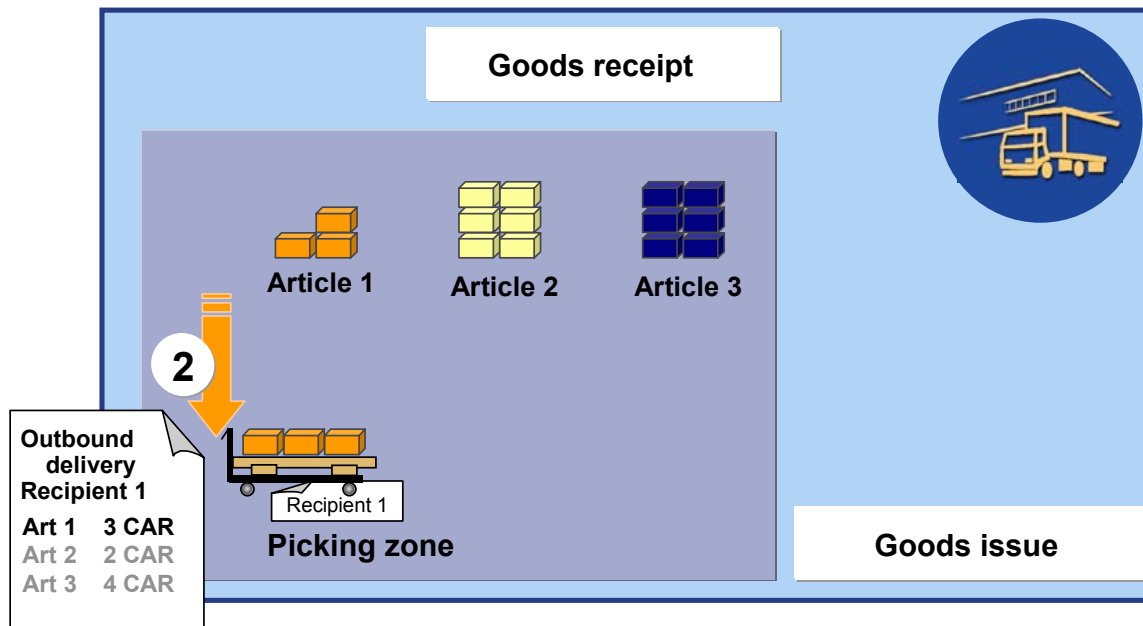 Goods receipt
Article 1
Article 2
Article 3
2
Outbound
delivery
Recipient 1
Art 1 3 CAR
Art 2 2 CAR
Art 3 4 CAR
Recipient 1
Picking zone
Goods issue